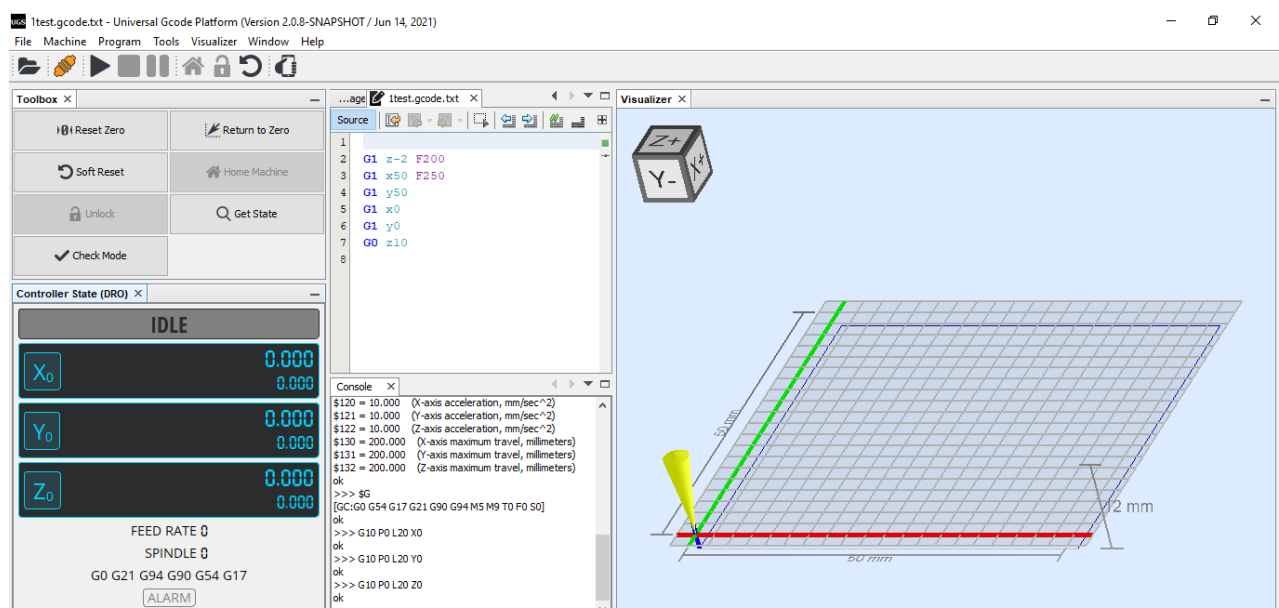 UGS 1test.gcode.txt - Universal Gcode Platform (Version 2.0.8-SNAPSHOT / Jun 14, 2021)
File Machine Program Tools Visualizer Window Help
Toolbox
Reset Zero
Return to Zero
Soft Reset
Home Machine
Unlock
Get State
Check Mode
Controller State (DRO)
IDLE
X0 0.000
0.000
Y0 0.000
0.000
Z0 0.000
0.000
FEED RATE 0
SPINDLE 0
G0 G21 G94 G90 G54 G17
ALARM
...age 1test.gcode.txt
Source
1
2 G1 z-2 F200
3 G1 x50 F250
4 G1 y50
5 G1 x0
6 G1 y0
7 G0 z10
8
Console
$120 = 10.000 (X-axis acceleration, mm/sec^2)
$121 = 10.000 (Y-axis acceleration, mm/sec^2)
$122 = 10.000 (Z-axis acceleration, mm/sec^2)
$130 = 200.000 (X-axis maximum travel, millimeters)
$131 = 200.000 (Y-axis maximum travel, millimeters)
$132 = 200.000 (Z-axis maximum travel, millimeters)
ok
>>> $G
[GC:G0 G54 G17 G21 G90 G94 M5 M9 T0 F0 S0]
ok
>>> G10 P0 L20 X0
ok
>>> G10 P0 L20 Y0
ok
>>> G10 P0 L20 Z0
ok
Visualizer
Z+
Y-
X+
50 mm
12 mm
50 mm